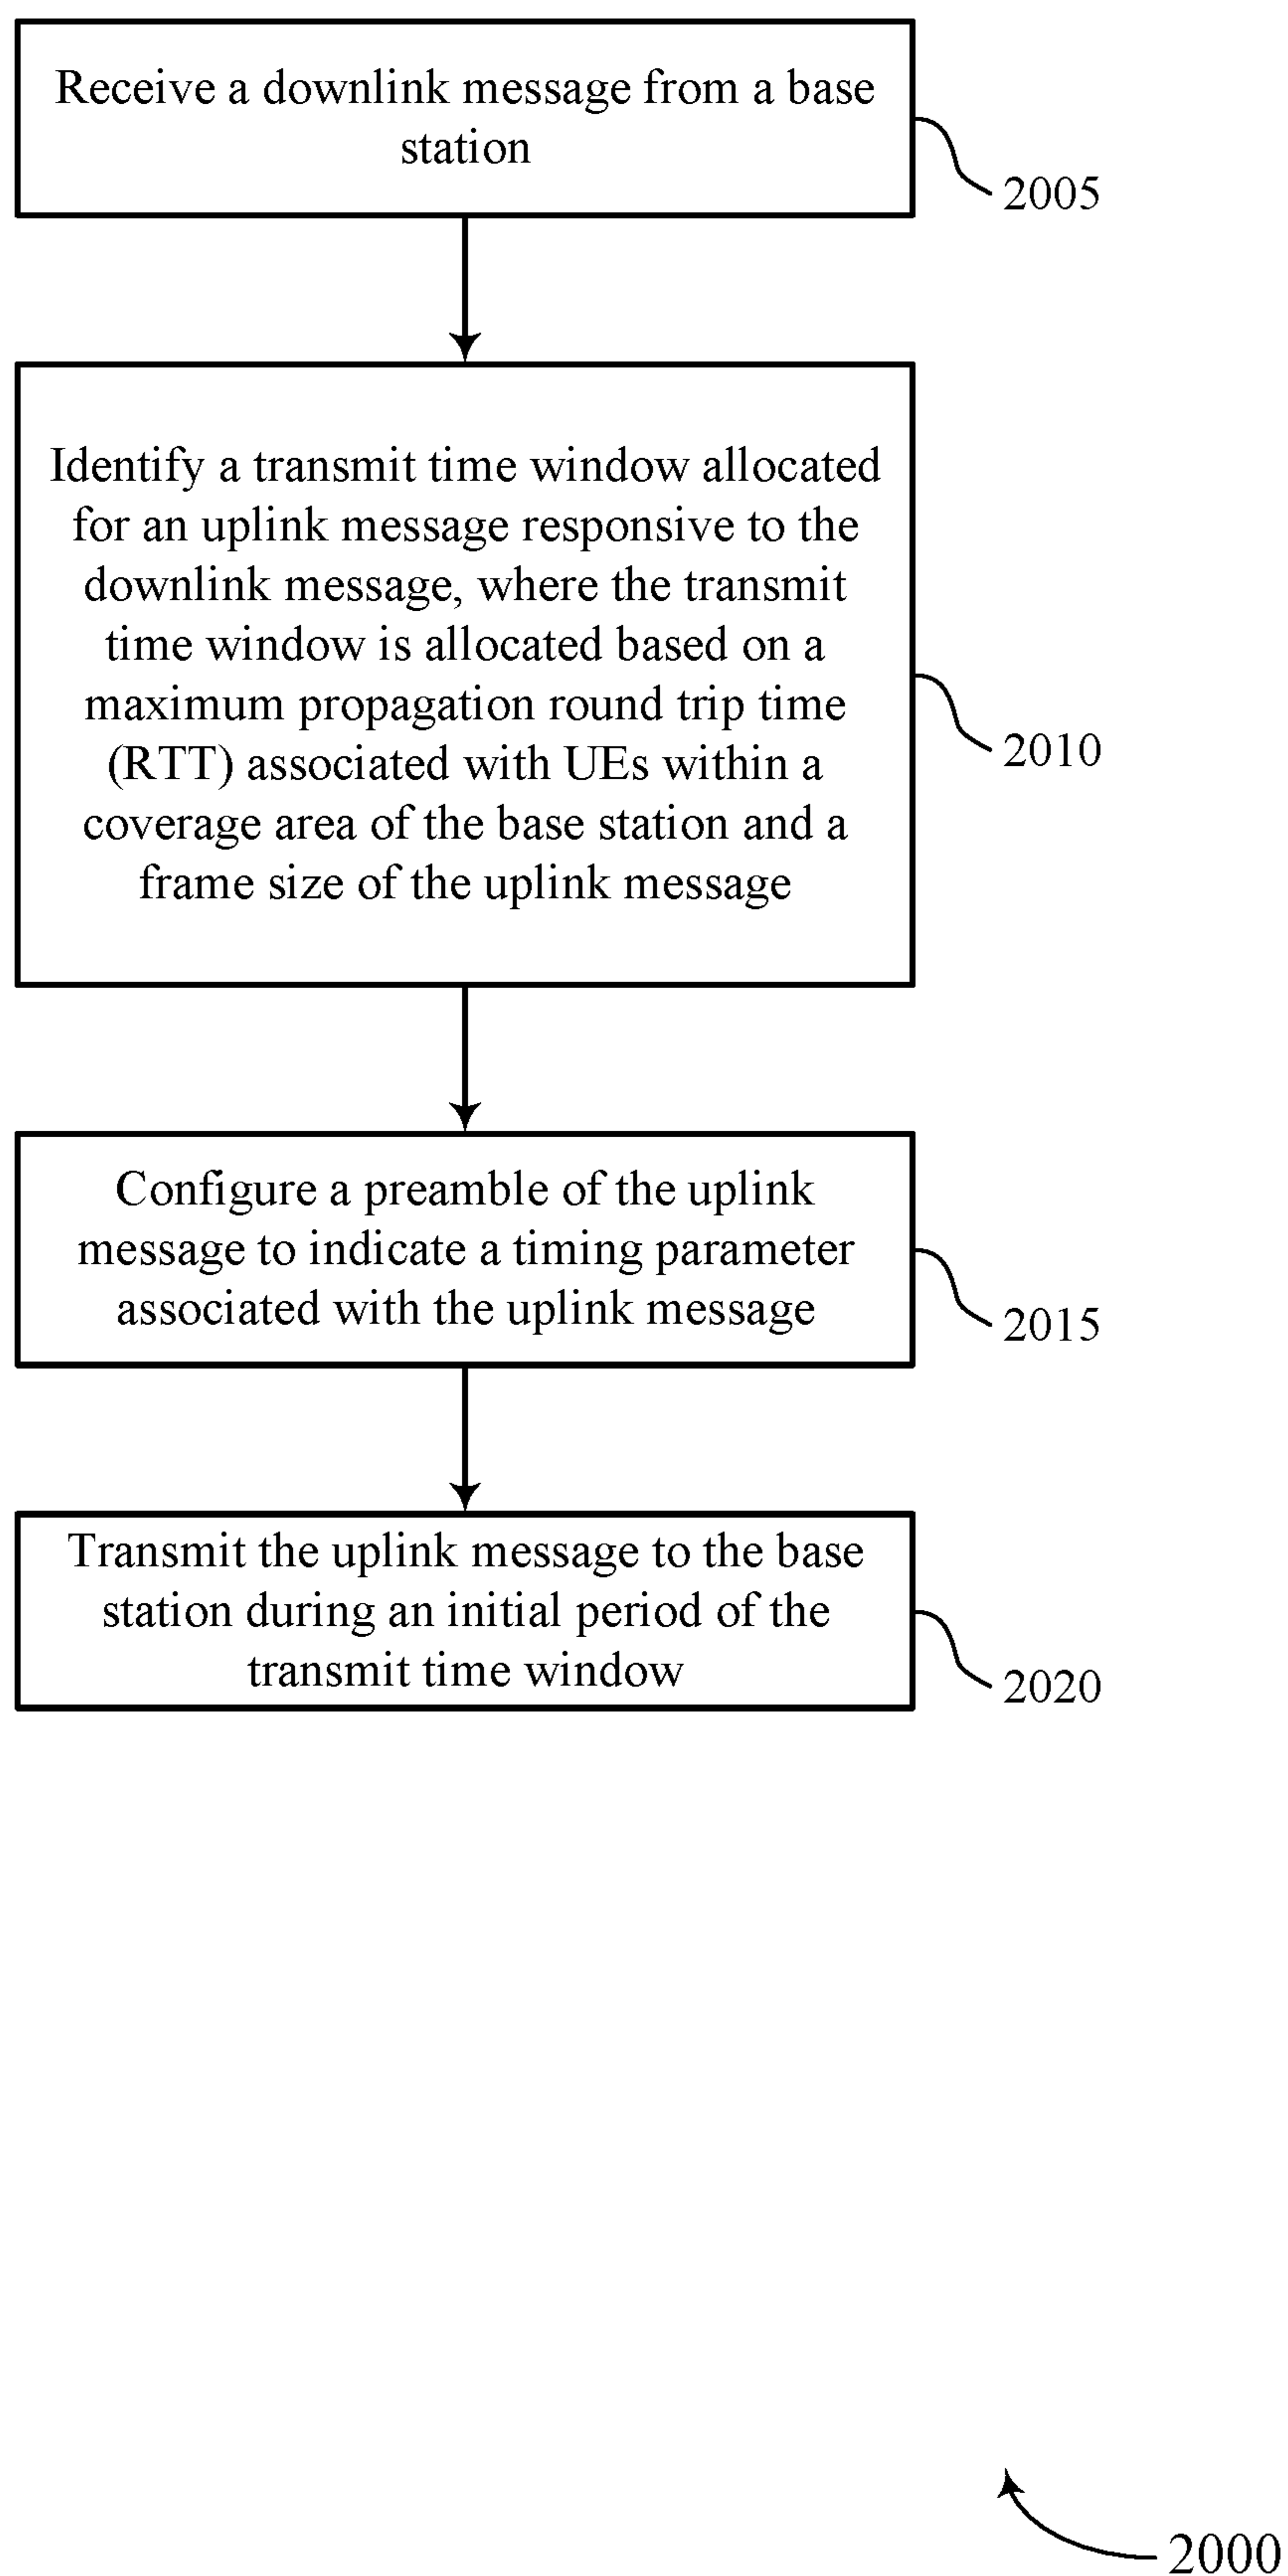 Receive a downlink message from a base
station
2005
Identify a transmit time window allocated
for an uplink message responsive to the
downlink message, where the transmit
time window is allocated based on a
maximum propagation round trip time
(RTT) associated with UEs within a
coverage area of the base station and a
frame size of the uplink message
2010
Configure a preamble of the uplink
message to indicate a timing parameter
associated with the uplink message
2015
Transmit the uplink message to the base
station during an initial period of the
transmit time window
2020
2000